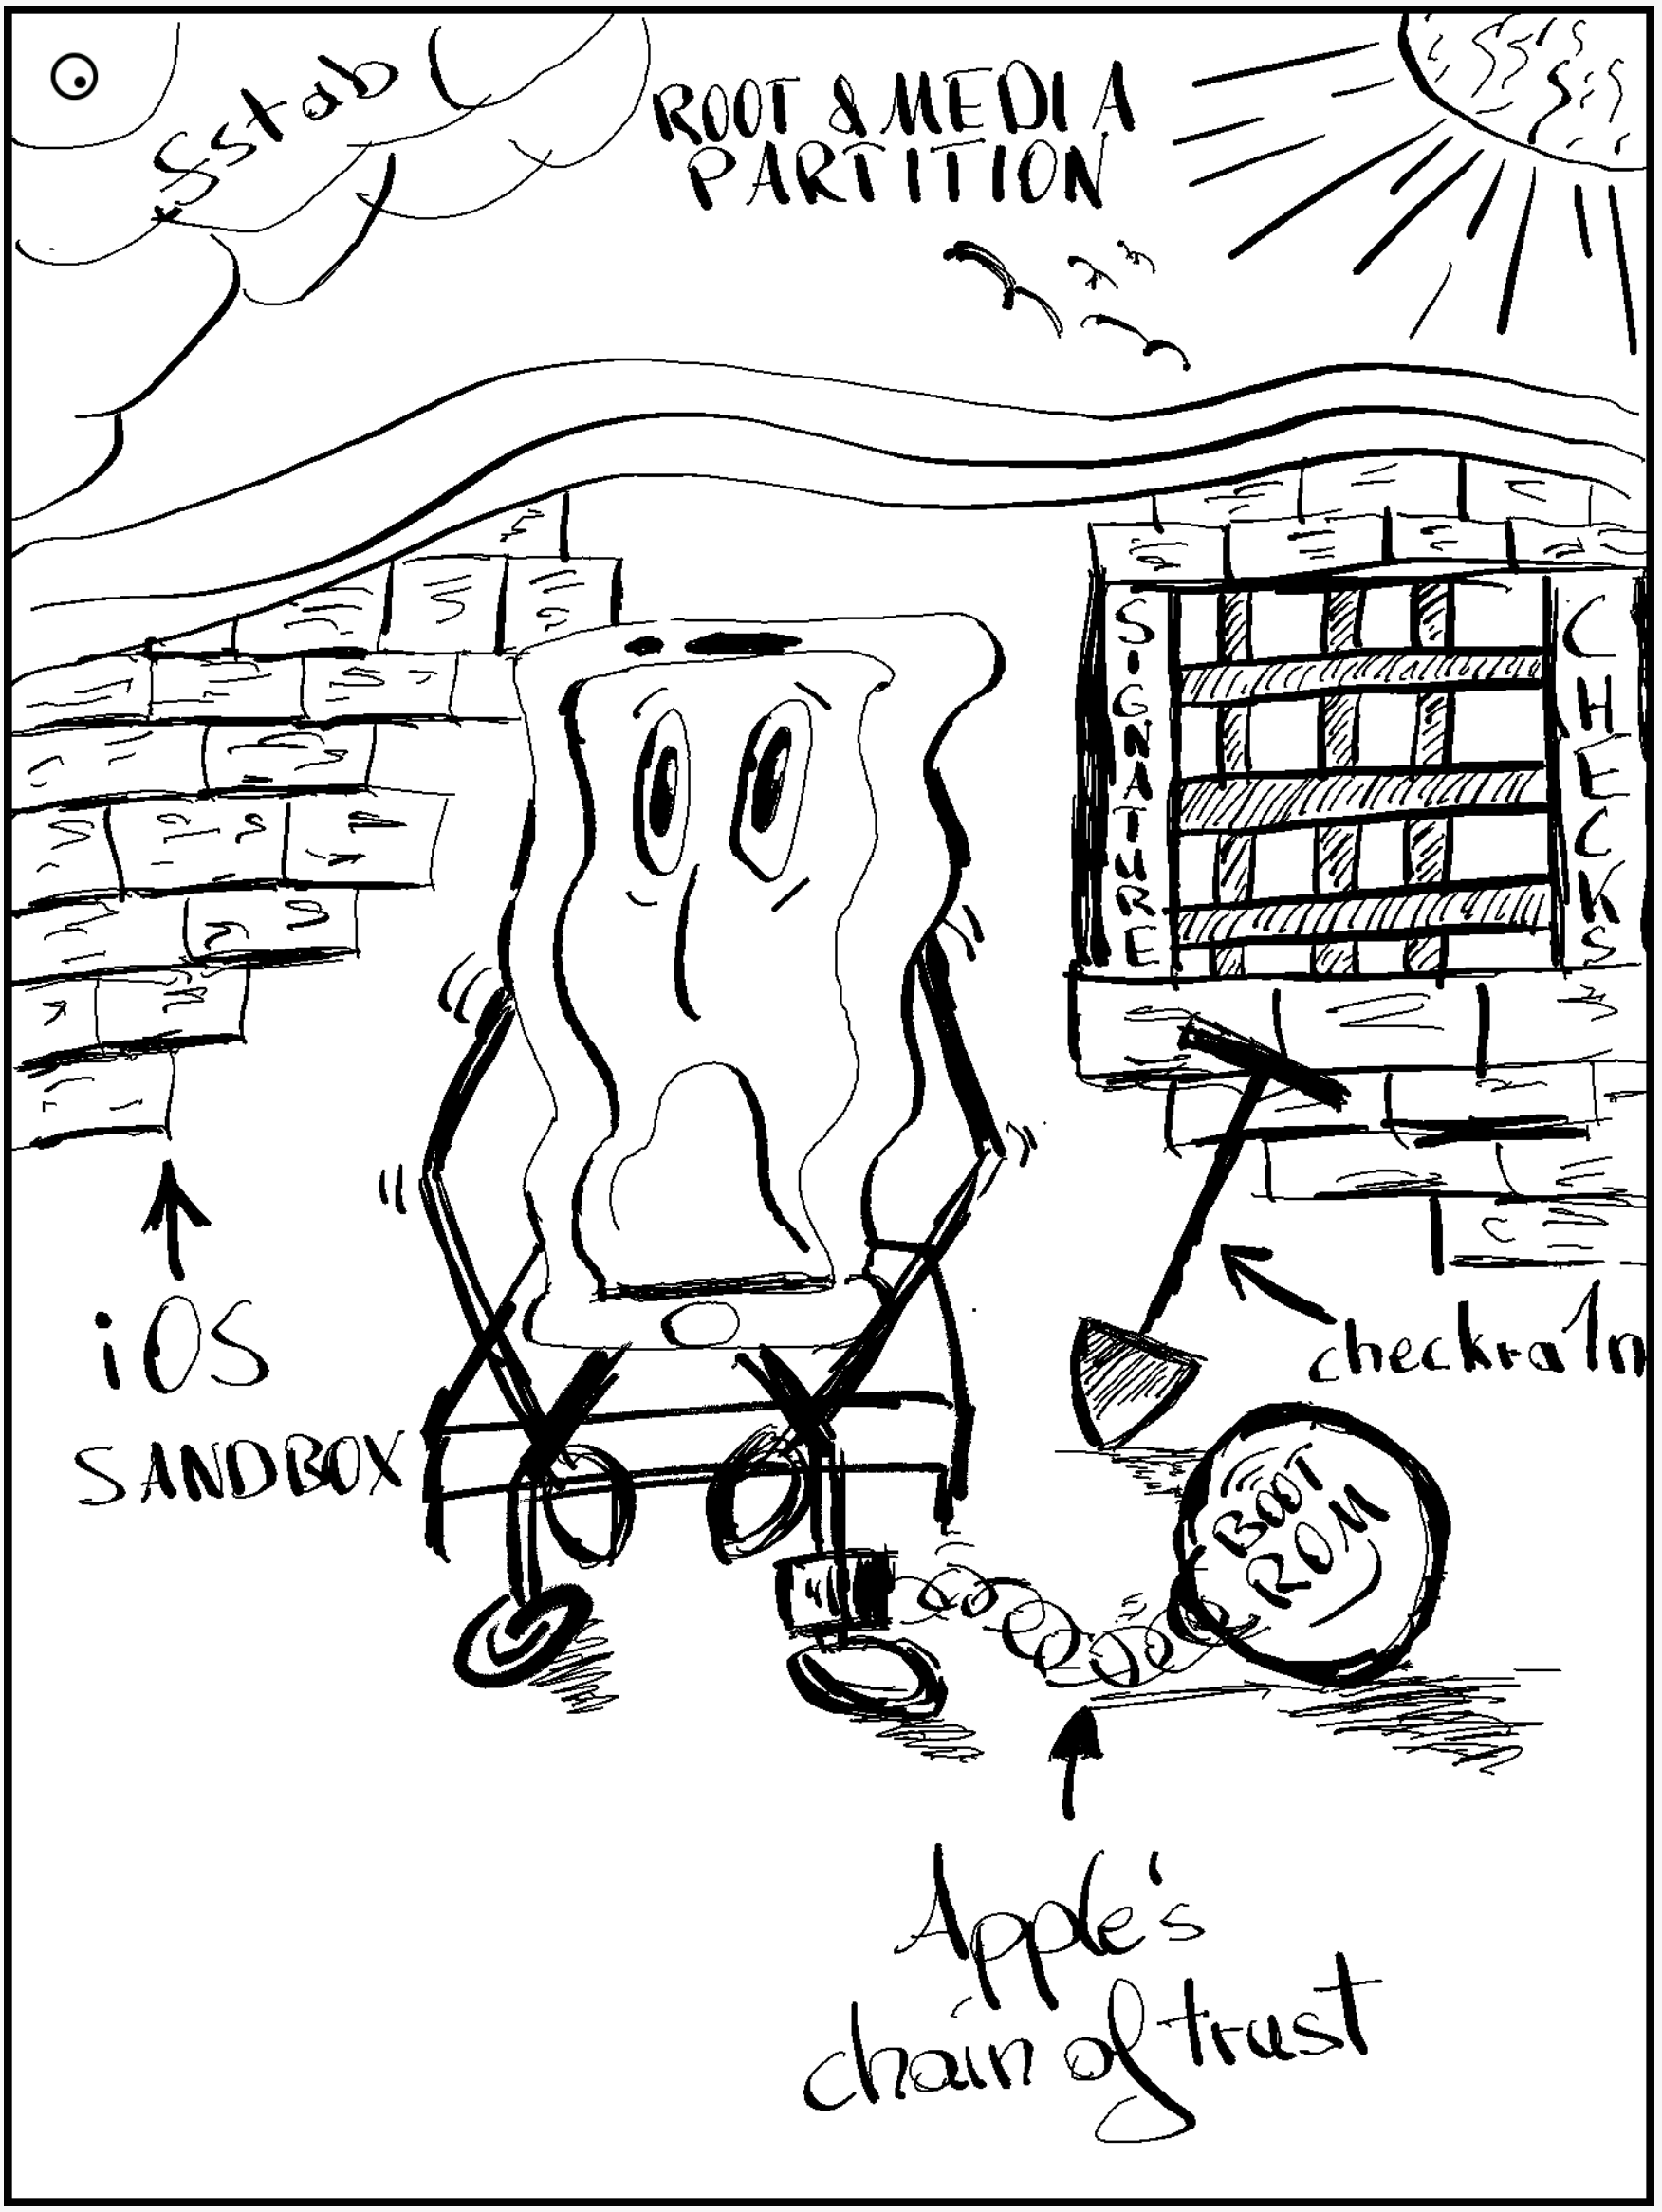 Sstab
ROOT & MEDIA
PARTITION
SIGNATURE
CHECKS
iOS
SANDBOX
checkra1n
BOOT
ROM
Apple's
chain of trust